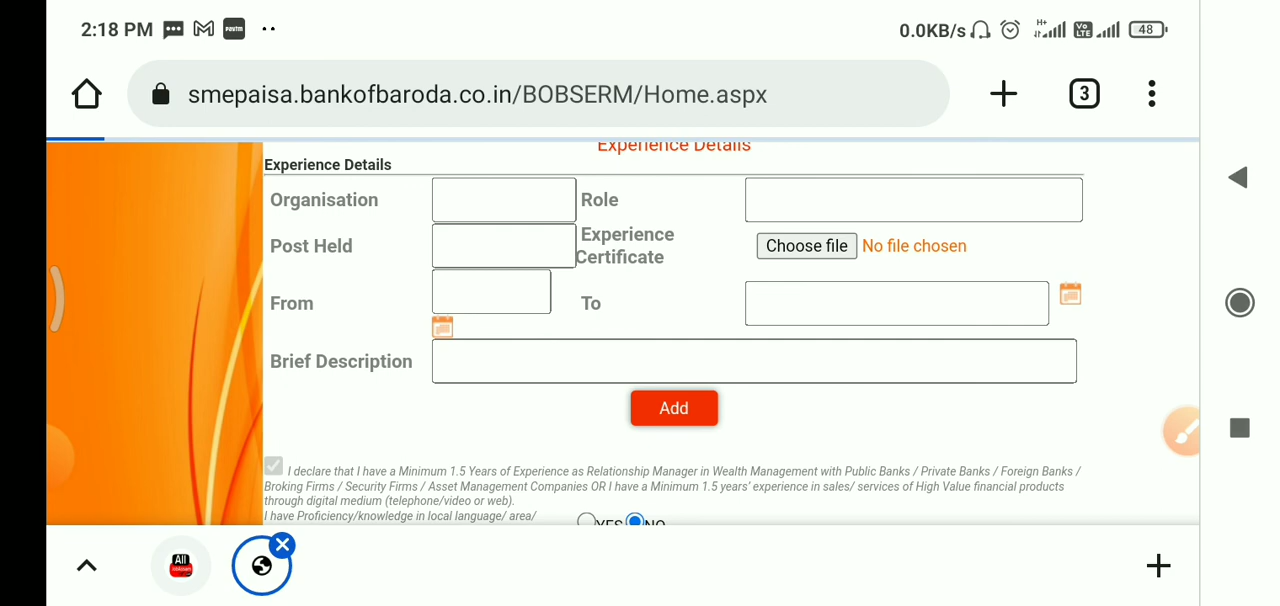 2:18 PM
0.0KB/s
H+
Vo LTE
48
smepaisa.bankofbaroda.co.in/BOBSERM/Home.aspx
3
Experience Details
Experience Details
Organisation
Role
Post Held
Experience Certificate
Choose file No file chosen
From
To
Brief Description
Add
I declare that I have a Minimum 1.5 Years of Experience as Relationship Manager in Wealth Management with Public Banks / Private Banks / Foreign Banks /
Broking Firms / Security Firms / Asset Management Companies OR I have a Minimum 1.5 years' experience in sales/ services of High Value financial products
through digital medium (telephone/video or web).
I have Proficiency/knowledge in local language/ area/
YES NO
All